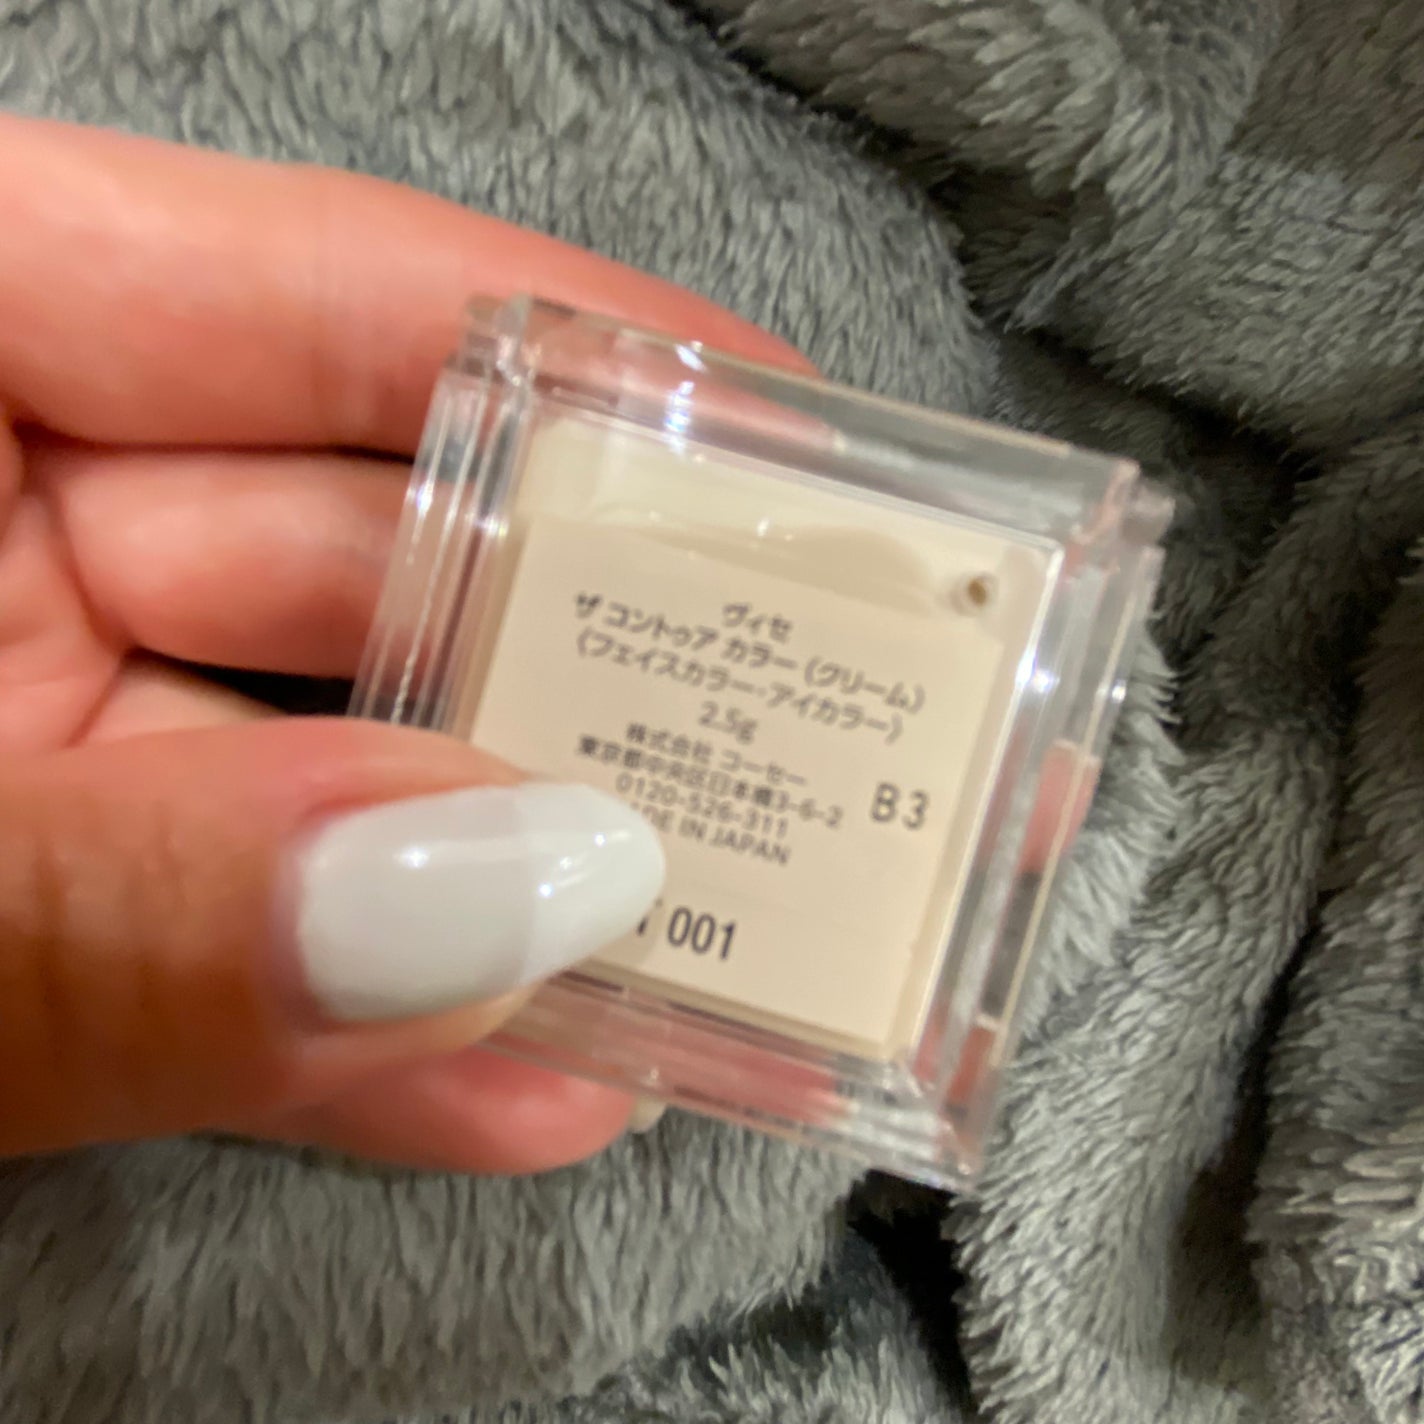 ヴィセ
ザ コントゥア カラー (クリーム)
(フェイスカラー・アイカラー)
2.5g
株式会社 コーセー
東京都中央区日本橋3-6-2
0120-526-311
IN JAPAN
B3
001